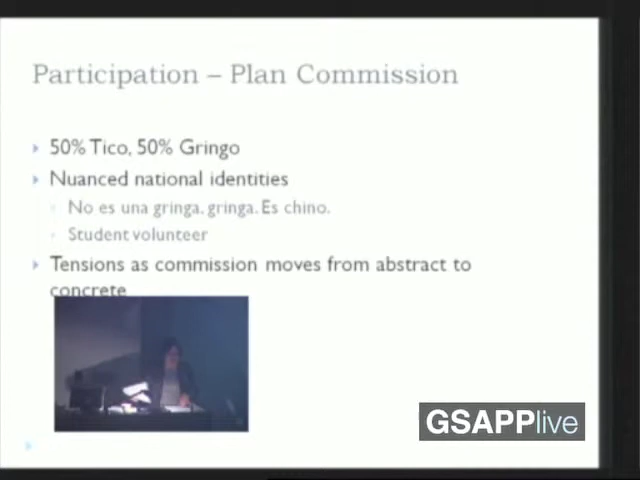 Participation – Plan Commission
50% Tico, 50% Gringo
Nuanced national identities
No es una gringa, gringa. Es chino.
Student volunteer
Tensions as commission moves from abstract to
concrete
GSAPPlive